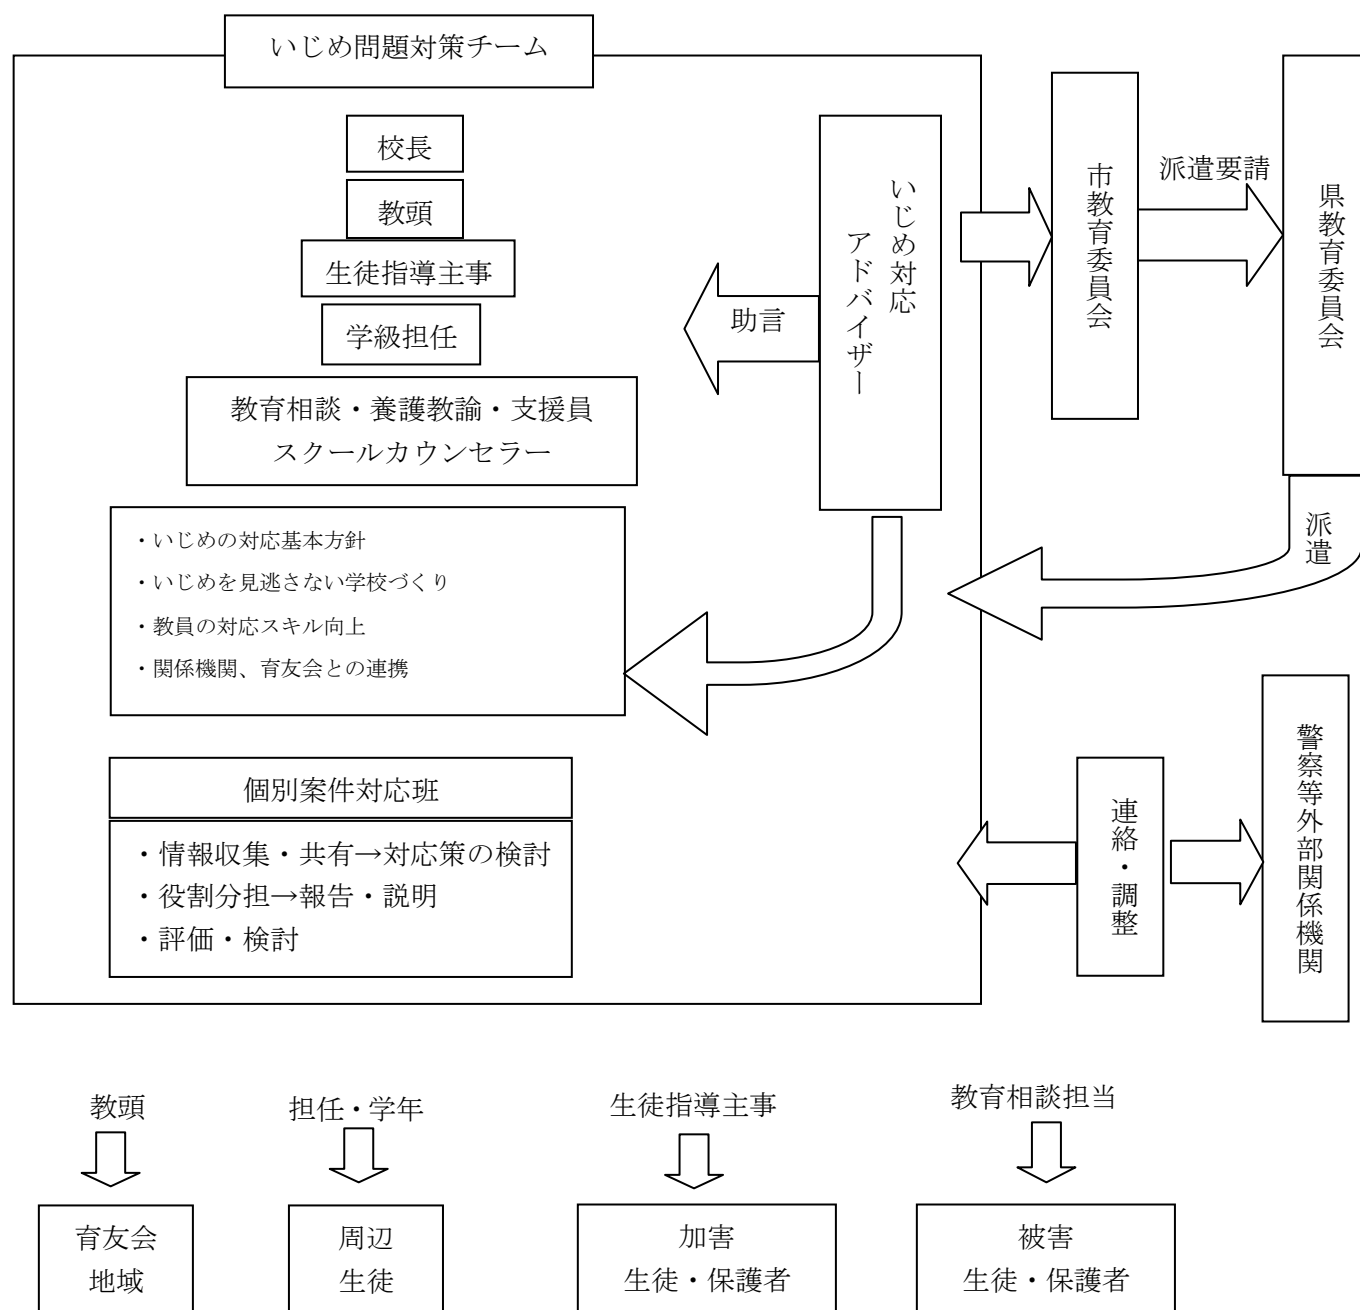 いじめ問題対策チーム
校長
教頭
生徒指導主事
学級担任
教育相談・養護教諭・支援員
スクールカウンセラー
いじめ対応
アドバイザー
助言
市教育委員会
派遣要請
県教育委員会
派遣
・いじめの対応基本方針
・いじめを見逃さない学校づくり
・教員の対応スキル向上
・関係機関、育友会との連携
個別案件対応班
・情報収集・共有→対応策の検討
・役割分担→報告・説明
・評価・検討
連絡・調整
警察等外部関係機関
教頭
担任・学年
生徒指導主事
教育相談担当
育友会
地域
周辺
生徒
加害
生徒・保護者
被害
生徒・保護者